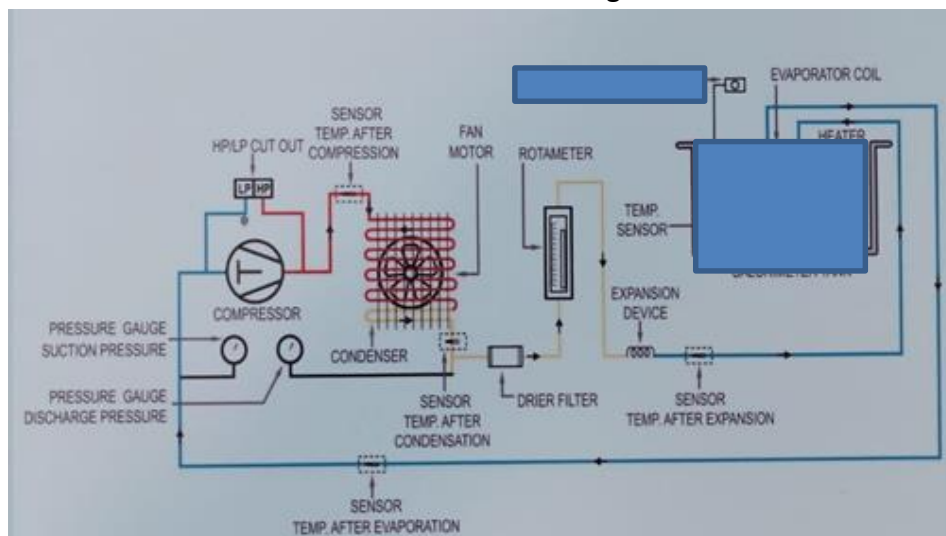 EVAPORATOR COIL
SENSOR
TEMP. AFTER
COMPRESSION
FAN
MOTOR
HP/LP CUT OUT
ROTAMETER
HEATER
LP HP
TEMP.
SENSOR
EXPANSION
DEVICE
COMPRESSOR
PRESSURE GAUGE
SUCTION PRESSURE
CONDENSER
PRESSURE GAUGE
DISCHARGE PRESSURE
SENSOR
TEMP. AFTER
CONDENSATION
DRIER FILTER
SENSOR
TEMP. AFTER EXPANSION
SENSOR
TEMP. AFTER EVAPORATION